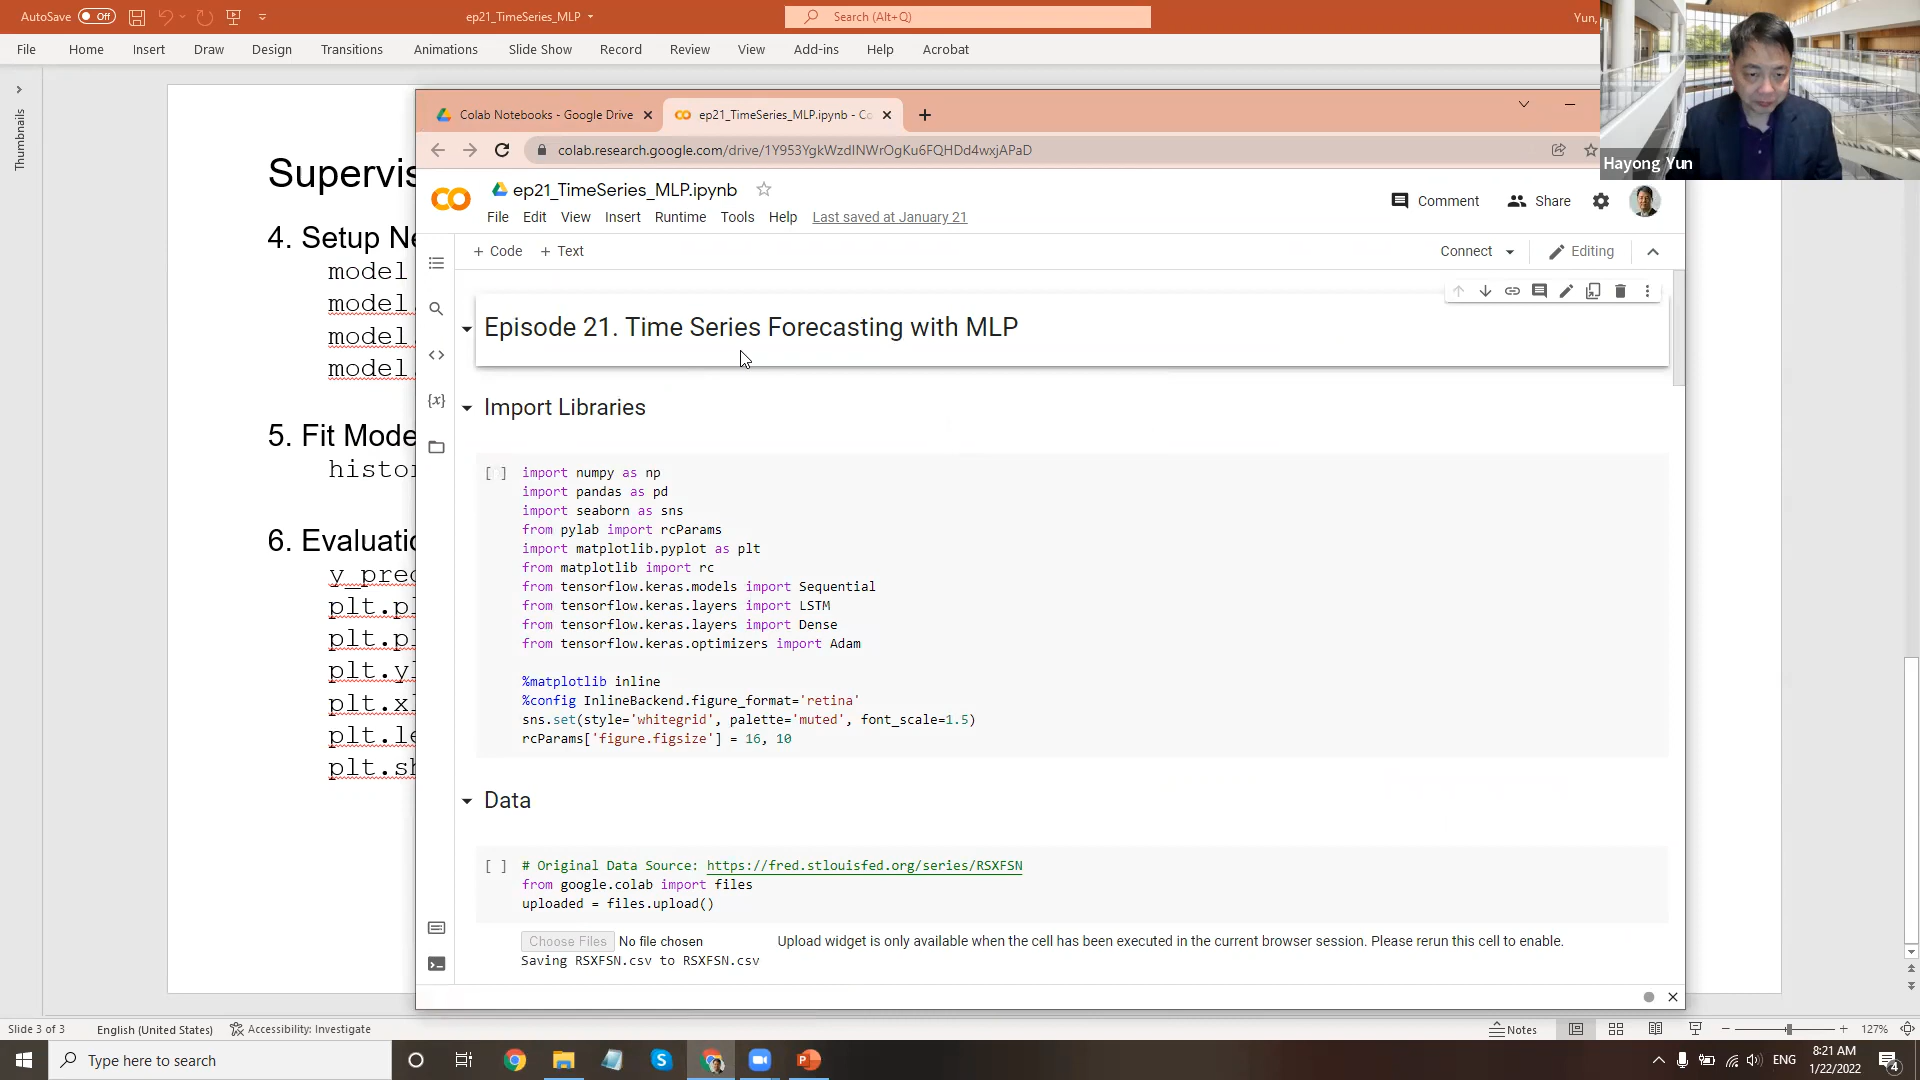 AutoSave Off
ep21_TimeSeries_MLP
Search (Alt+Q)
Yun,
File Home Insert Draw Design Transitions Animations Slide Show Record Review View Add-ins Help Acrobat
Thumbnails
Supervis
4. Setup Ne
model
model.
model.
model.
5. Fit Mode
histor
6. Evaluatio
y_pred
plt.pl
plt.pl
plt.yl
plt.xl
plt.le
plt.sh
Colab Notebooks - Google Drive
ep21_TimeSeries_MLP.ipynb - Co
colab.research.google.com/drive/1Y953YgkWzdINWrOgKu6FQHDd4wxjAPaD
Hayong Yun
ep21_TimeSeries_MLP.ipynb
Comment Share
File Edit View Insert Runtime Tools Help Last saved at January 21
+ Code + Text
Connect Editing
Episode 21. Time Series Forecasting with MLP
Import Libraries
[ ] import numpy as np
import pandas as pd
import seaborn as sns
from pylab import rcParams
import matplotlib.pyplot as plt
from matplotlib import rc
from tensorflow.keras.models import Sequential
from tensorflow.keras.layers import LSTM
from tensorflow.keras.layers import Dense
from tensorflow.keras.optimizers import Adam
%matplotlib inline
%config InlineBackend.figure_format='retina'
sns.set(style='whitegrid', palette='muted', font_scale=1.5)
rcParams['figure.figsize'] = 16, 10
Data
[ ] # Original Data Source: https://fred.stlouisfed.org/series/RSXFSN
from google.colab import files
uploaded = files.upload()
Choose Files No file chosen Upload widget is only available when the cell has been executed in the current browser session. Please rerun this cell to enable.
Saving RSXFSN.csv to RSXFSN.csv
Slide 3 of 3 English (United States) Accessibility: Investigate
Notes
127%
Type here to search
ENG
8:21 AM
1/22/2022
4